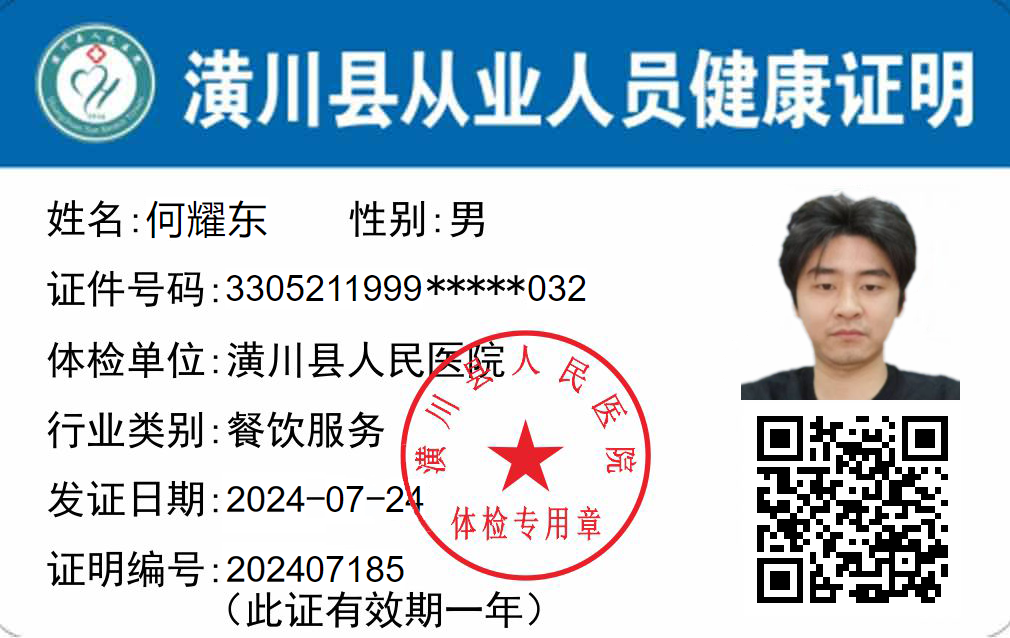 潢川县从业人员健康证明
姓名:何耀东 性别:男
证件号码:3305211999*****032
体检单位:潢川县人民医院
行业类别:餐饮服务
发证日期:2024-07-24
证明编号:202407185
（此证有效期一年）
潢川县人民医院
体检专用章